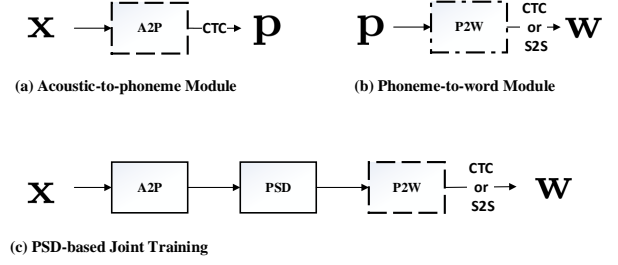 x A2P CTC p
p P2W CTC or S2S w
(a) Acoustic-to-phoneme Module
(b) Phoneme-to-word Module
x A2P PSD P2W CTC or S2S w
(c) PSD-based Joint Training